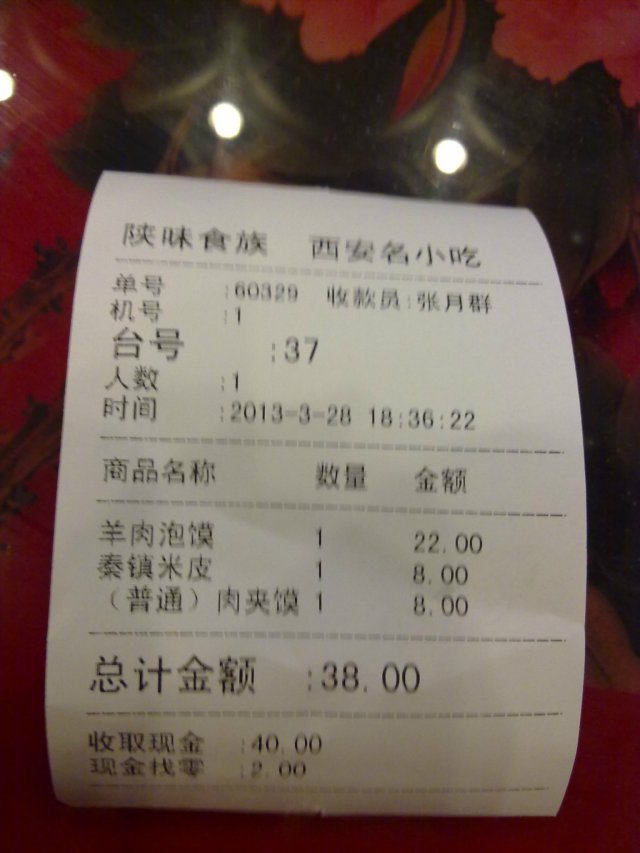 陕味食族 西安名小吃
单号 :60329 收款员:张月群
机号 :1
台号 :37
人数 :1
时间 :2013-3-28 18:36:22
商品名称 数量 金额
羊肉泡馍 1 22.00
秦镇米皮 1 8.00
（普通）肉夹馍 1 8.00
总计金额 :38.00
收取现金 :40.00
现金找零 :2.00